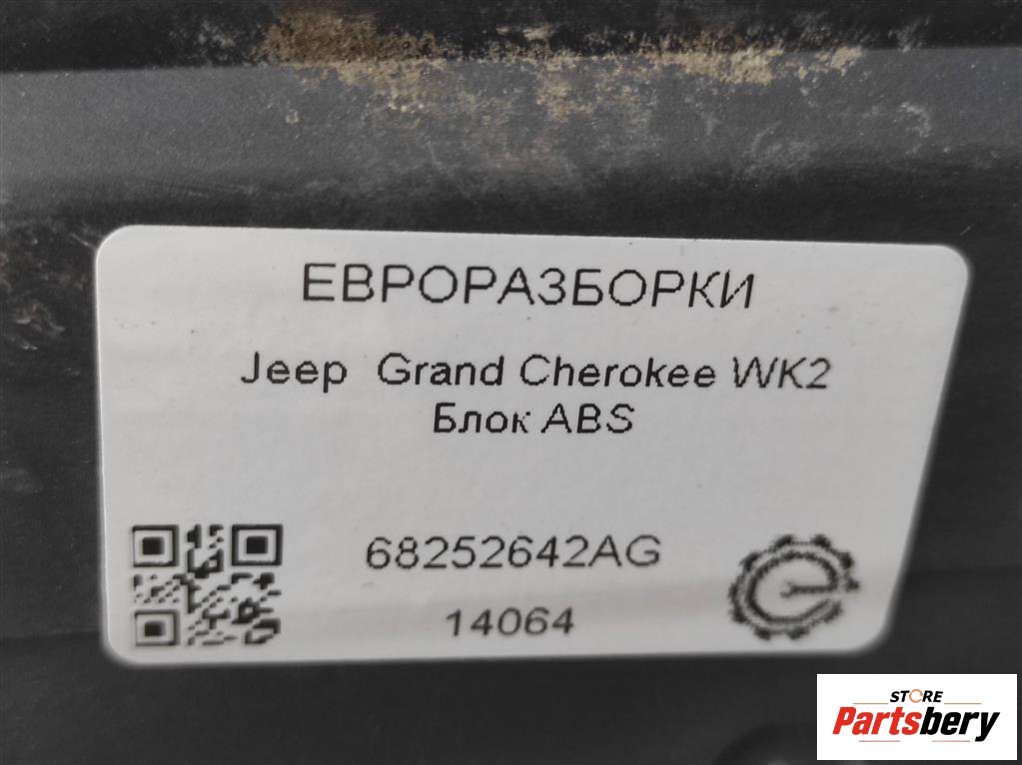 ЕВРОРАЗБОРКИ
Jeep Grand Cherokee WK2
Блок ABS
68252642AG
14064
STORE
Partsbery